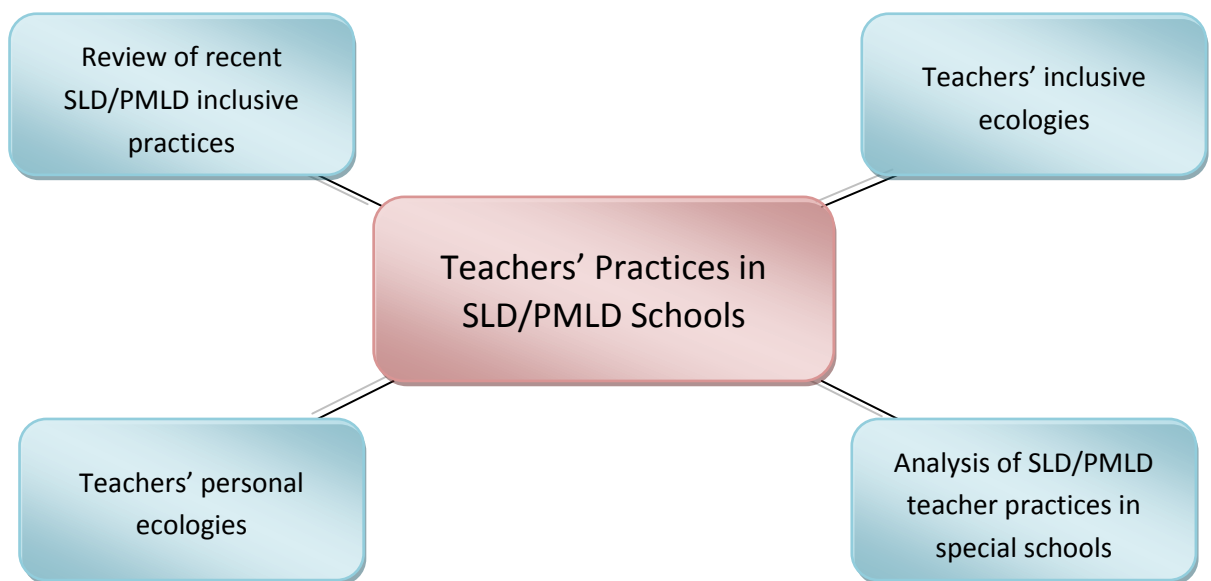 Review of recent
SLD/PMLD inclusive
practices
Teachers’ inclusive
ecologies
Teachers’ Practices in
SLD/PMLD Schools
Teachers’ personal
ecologies
Analysis of SLD/PMLD
teacher practices in
special schools